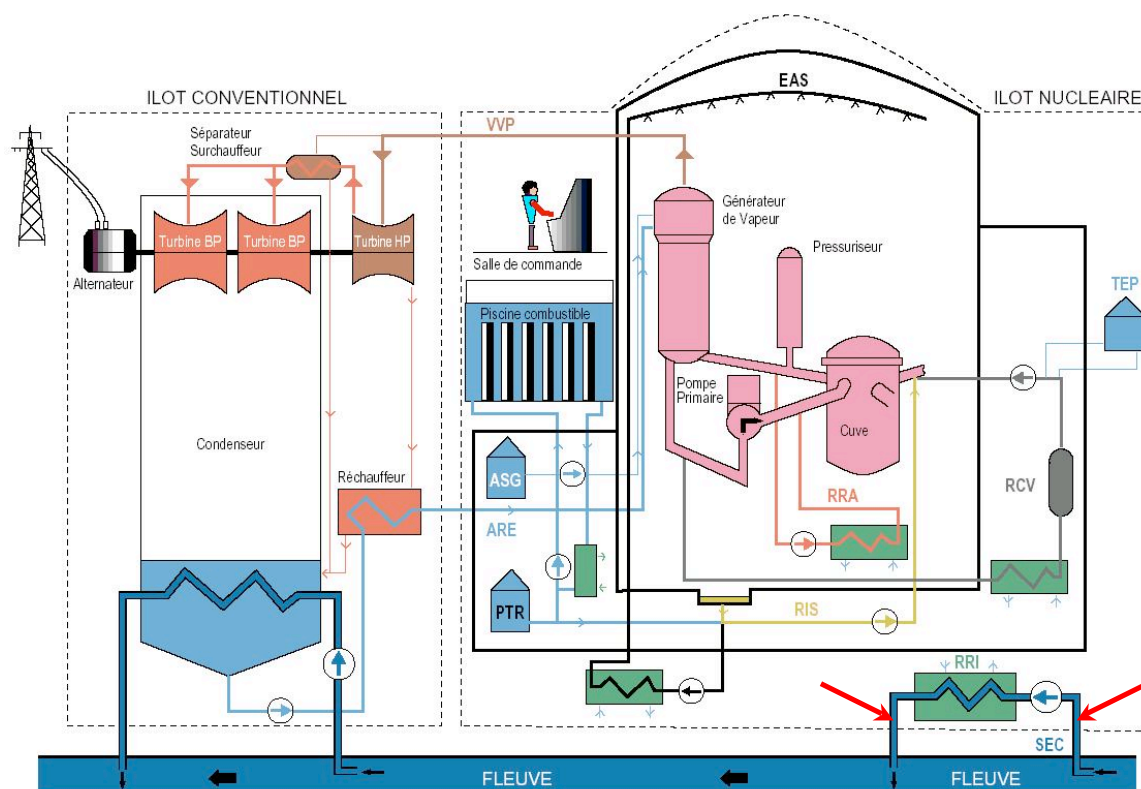 ILOT CONVENTIONNEL
EAS
ILOT NUCLEAIRE
Séparateur
Surchauffeur
VVP
Générateur
de Vapeur
Turbine BP
Turbine BP
Turbine HP
Pressuriseur
Salle de commande
Alternateur
TEP
Piscine combustible
Pompe
Primaire
Cuve
Condenseur
Réchauffeur
ASG
RCV
RRA
ARE
PTR
RIS
RRI
SEC
FLEUVE
FLEUVE